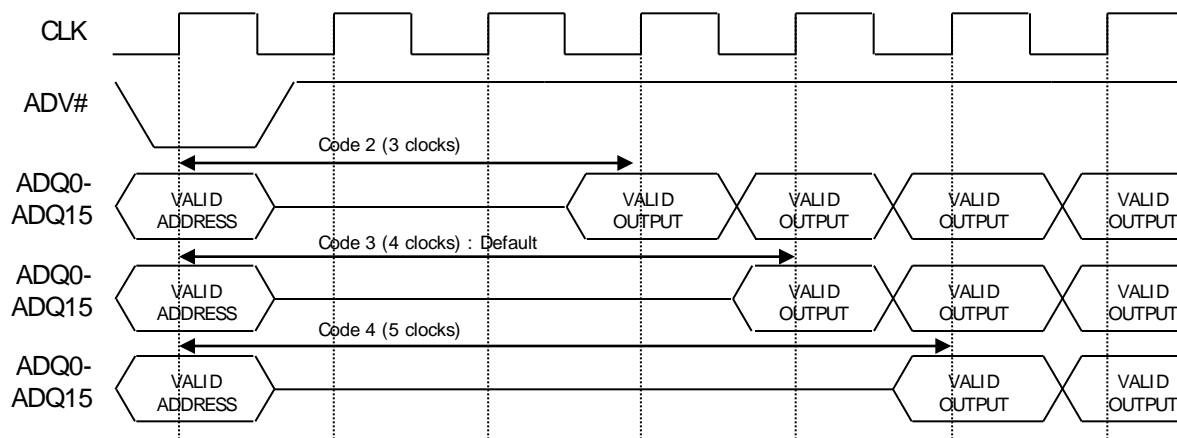 CLK
ADV#
Code 2 (3 clocks)
ADQ0-
ADQ15
VALID
ADDRESS
VALID
OUTPUT
VALID
OUTPUT
VALID
OUTPUT
VALID
OUTPUT
Code 3 (4 clocks) : Default
ADQ0-
ADQ15
VALID
ADDRESS
VALID
OUTPUT
VALID
OUTPUT
VALID
OUTPUT
Code 4 (5 clocks)
ADQ0-
ADQ15
VALID
ADDRESS
VALID
OUTPUT
VALID
OUTPUT